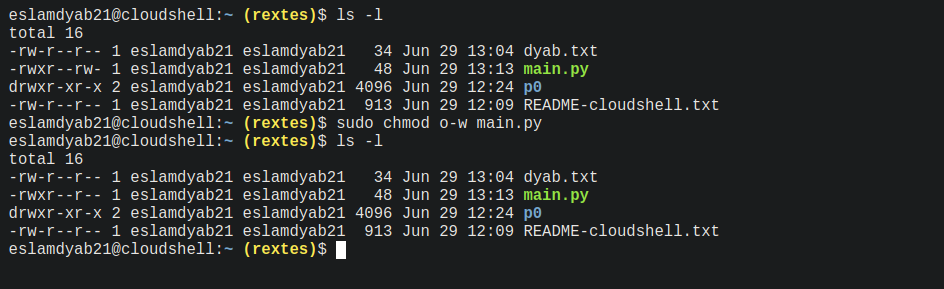 eslamdyab21@cloudshell:~ (rextes)$ ls -l
total 16
-rw-r--r-- 1 eslamdyab21 eslamdyab21   34 Jun 29 13:04 dyab.txt
-rwxr--rw- 1 eslamdyab21 eslamdyab21   48 Jun 29 13:13 main.py
drwxr-xr-x 2 eslamdyab21 eslamdyab21 4096 Jun 29 12:24 p0
-rw-r--r-- 1 eslamdyab21 eslamdyab21  913 Jun 29 12:09 README-cloudshell.txt
eslamdyab21@cloudshell:~ (rextes)$ sudo chmod o-w main.py
eslamdyab21@cloudshell:~ (rextes)$ ls -l
total 16
-rw-r--r-- 1 eslamdyab21 eslamdyab21   34 Jun 29 13:04 dyab.txt
-rwxr--r-- 1 eslamdyab21 eslamdyab21   48 Jun 29 13:13 main.py
drwxr-xr-x 2 eslamdyab21 eslamdyab21 4096 Jun 29 12:24 p0
-rw-r--r-- 1 eslamdyab21 eslamdyab21  913 Jun 29 12:09 README-cloudshell.txt
eslamdyab21@cloudshell:~ (rextes)$